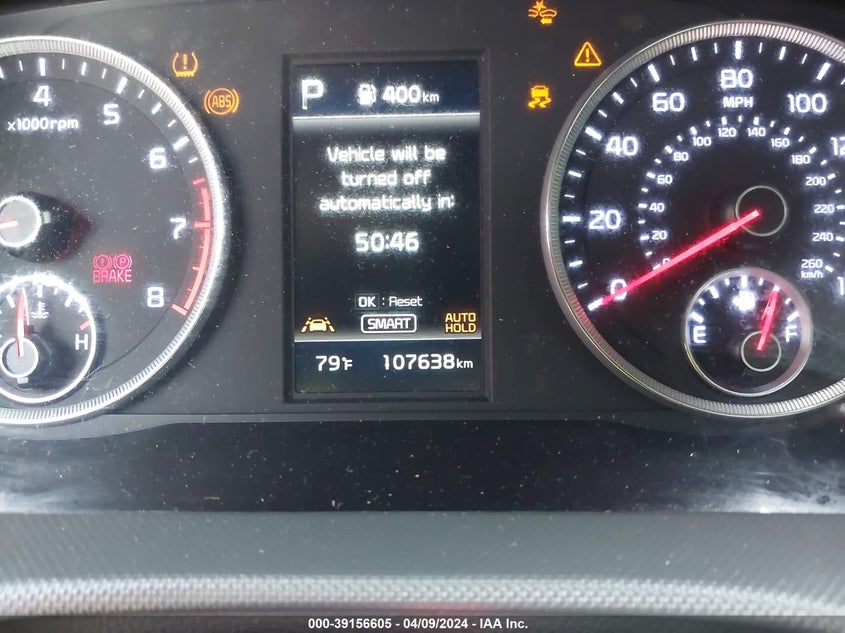 4
5
6
7
8
x1000rpm
ABS
BRAKE
H
P 400km
Vehicle will be
turned off
automatically in:
50:46
OK : Reset
SMART
AUTO
HOLD
79°F 107638km
0
20
40
60
80
100
MPH
0
20
40
60
80
100
120
140
160
180
200
220
240
260
km/h
E
F
000-39156605 - 04/09/2024 - IAA Inc.